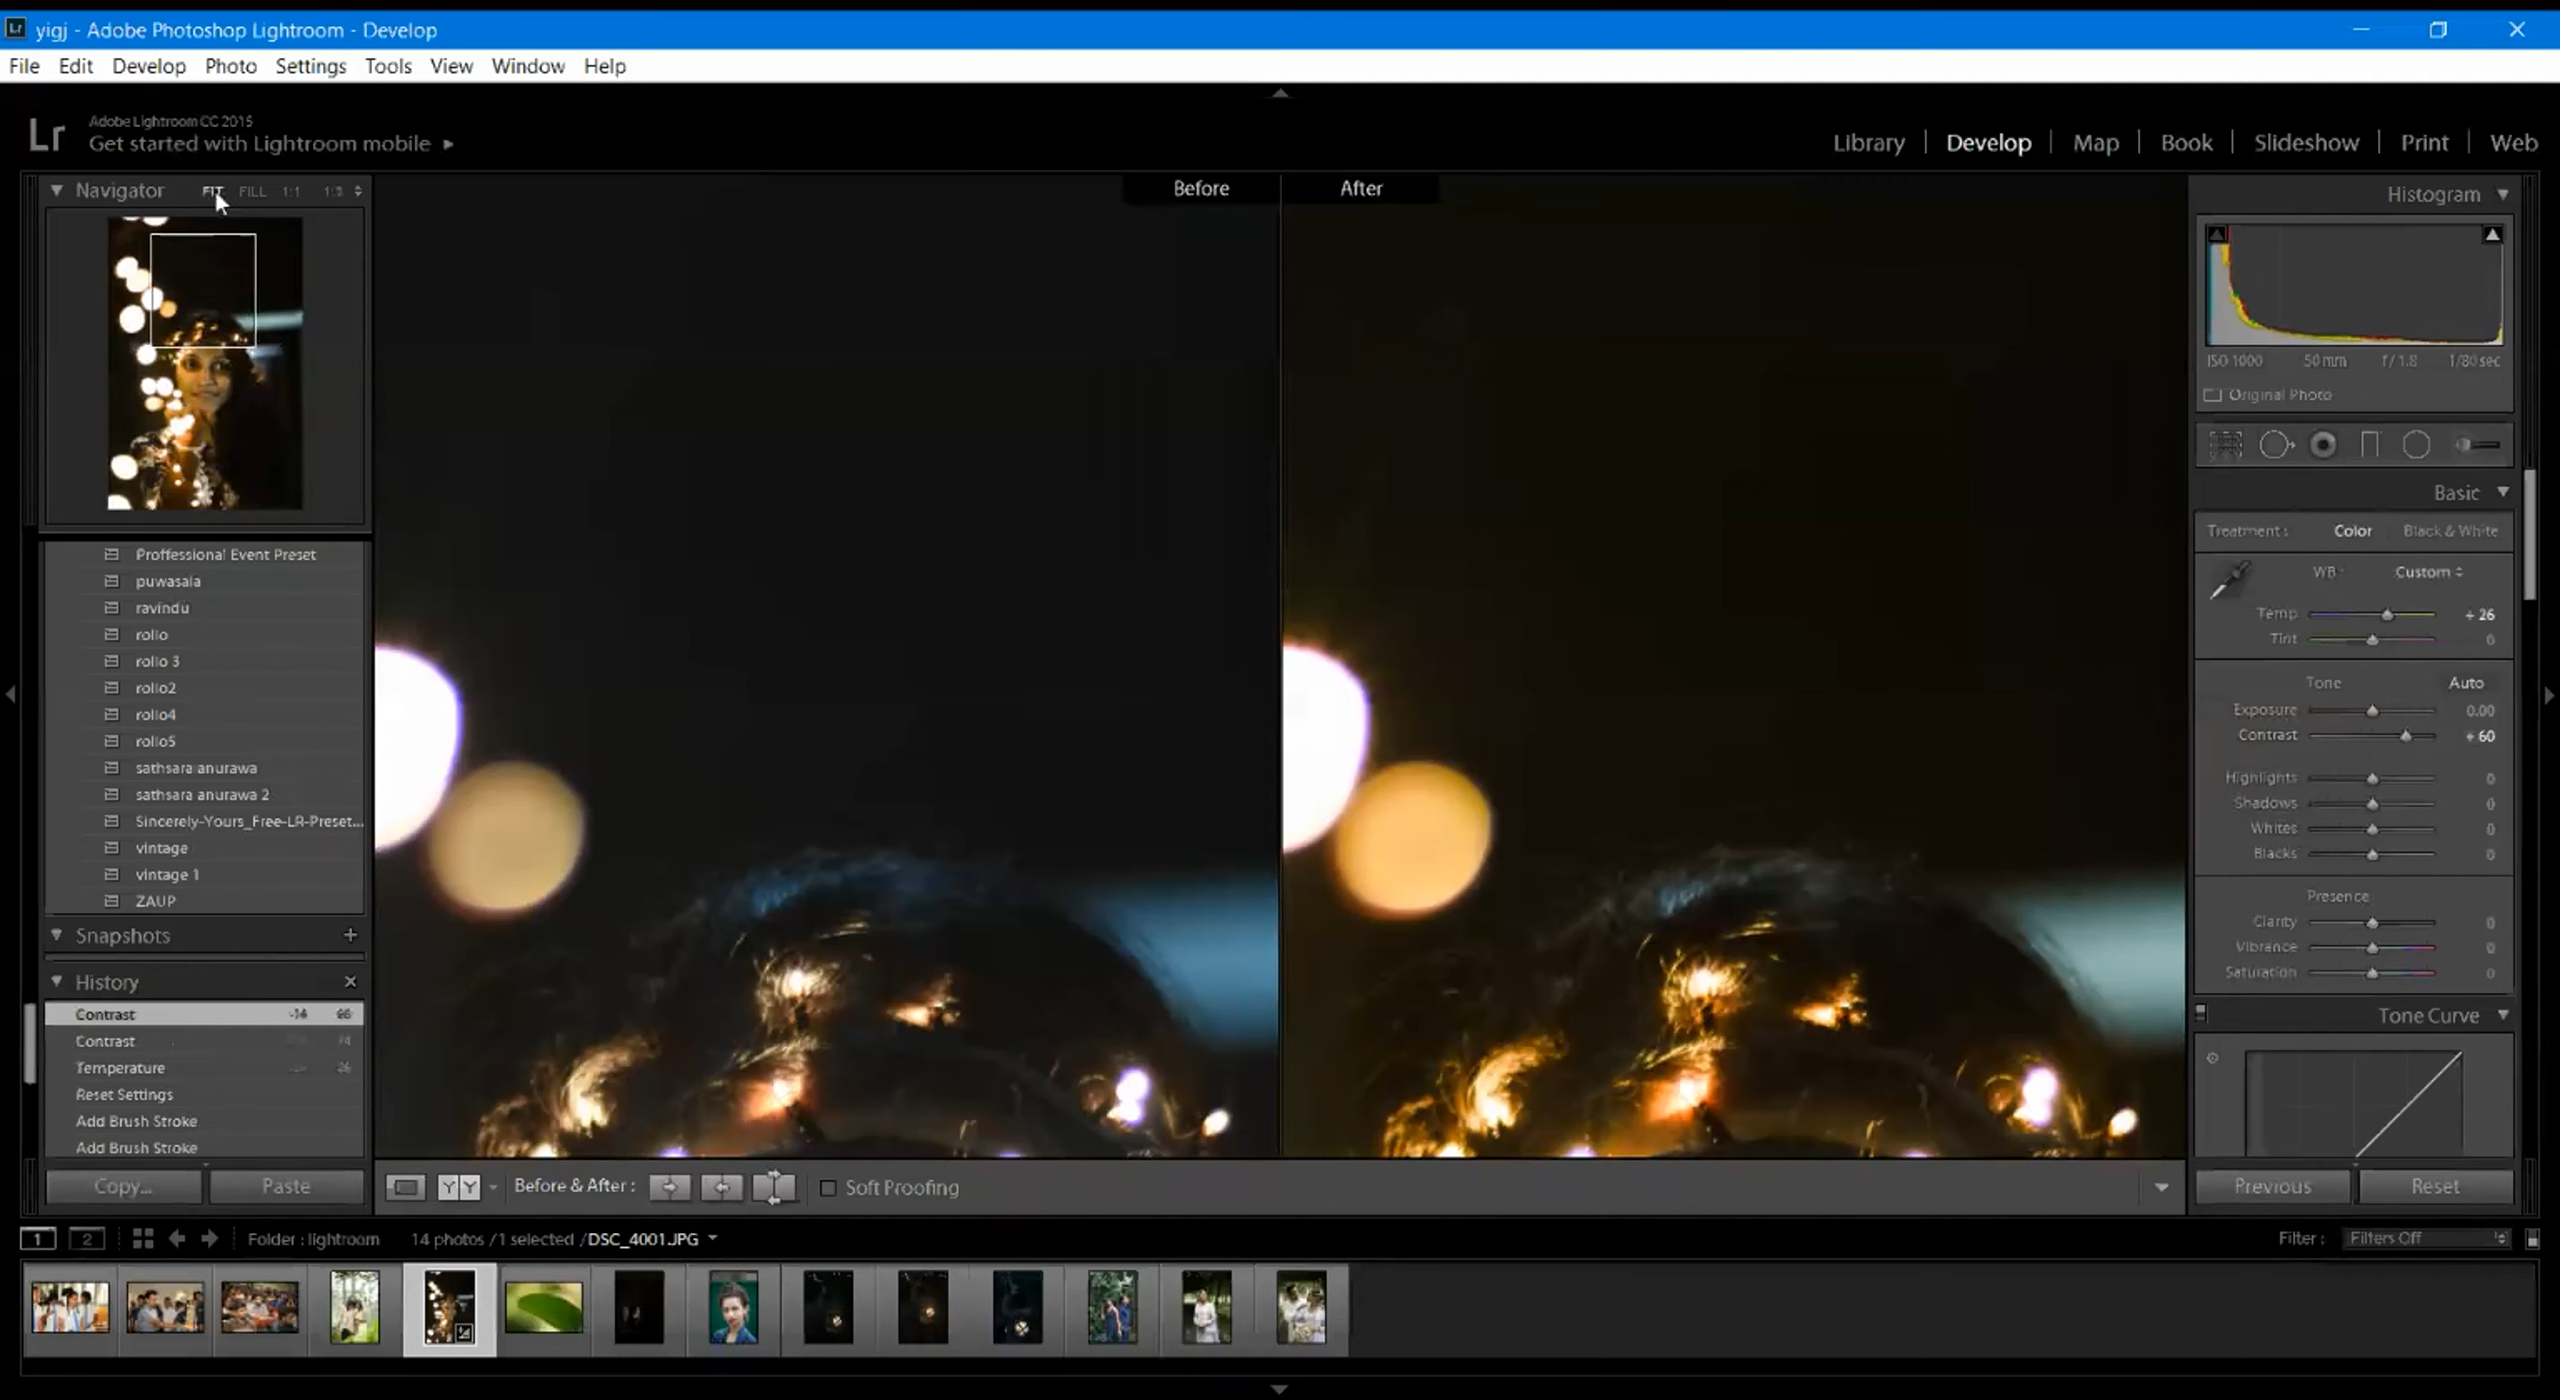 yigj - Adobe Photoshop Lightroom - Develop
File Edit Develop Photo Settings Tools View Window Help
Lr
Adobe Lightroom CC 2015
Get started with Lightroom mobile
Library Develop Map Book Slideshow Print Web
Navigator FIT FILL 1:1
Before After
Histogram
ISO 1000 50 mm f / 1.8 1/80 sec
Original Photo
Basic
Treatment : Color Black & White
WB : Custom
Temp + 26
Tint 0
Tone Auto
Exposure 0.00
Contrast + 60
Highlights 0
Shadows 0
Whites 0
Blacks 0
Presence
Clarity 0
Vibrance 0
Saturation 0
Tone Curve
Proffessional Event Preset
puwasala
ravindu
rollo
rollo 3
rollo2
rollo4
rollo5
sathsara anurawa
sathsara anurawa 2
Sincerely-Yours_Free-LR-Preset...
vintage
vintage 1
ZAUP
Snapshots
History
Contrast
Contrast
Temperature
Reset Settings
Add Brush Stroke
Add Brush Stroke
Copy... Paste
Y Y Before & After : Soft Proofing
Previous Reset
1 2 Folder : lightroom 14 photos / 1 selected / DSC_4001.JPG
Filter : Filters Off